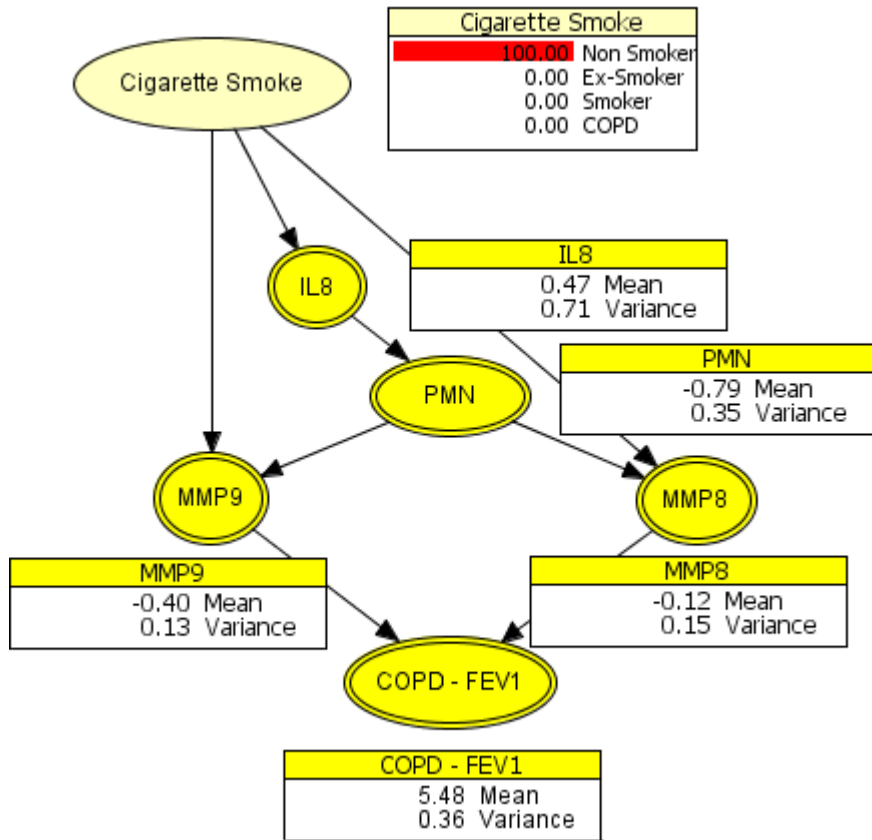 Cigarette Smoke
Cigarette Smoke
100.00 Non Smoker
0.00 Ex-Smoker
0.00 Smoker
0.00 COPD
IL8
IL8
0.47 Mean
0.71 Variance
PMN
PMN
-0.79 Mean
0.35 Variance
MMP9
MMP8
MMP9
-0.40 Mean
0.13 Variance
MMP8
-0.12 Mean
0.15 Variance
COPD - FEV1
COPD - FEV1
5.48 Mean
0.36 Variance